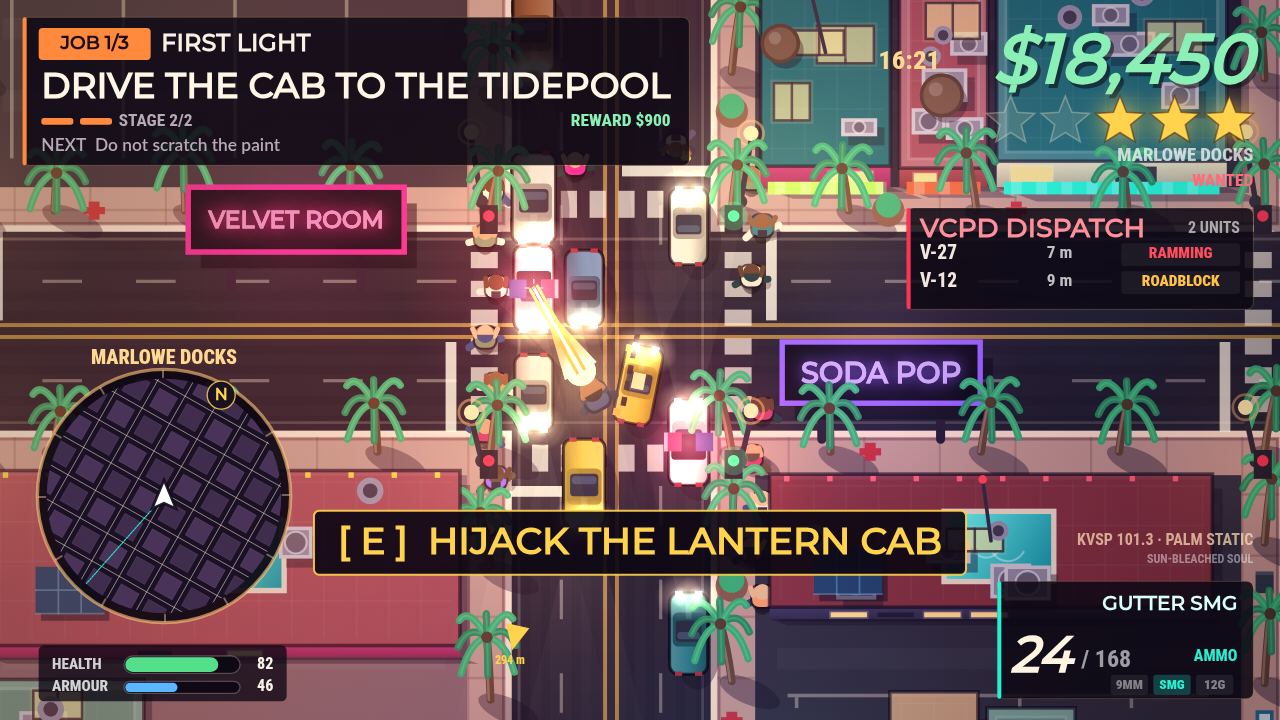 JOB 1/3 FIRST LIGHT
DRIVE THE CAB TO THE TIDEPOOL
STAGE 2/2 REWARD $900
NEXT Do not scratch the paint
16:21
$18,450
MARLOWE DOCKS
WANTED
VCPD DISPATCH 2 UNITS
V-27 7 m RAMMING
V-12 9 m ROADBLOCK
VELVET ROOM
SODA POP
MARLOWE DOCKS
N
[ E ] HIJACK THE LANTERN CAB
KVSP 101.3 · PALM STATIC
SUN-BLEACHED SOUL
GUTTER SMG
24 / 168 AMMO
9MM SMG 12G
294 m
HEALTH 82
ARMOUR 46